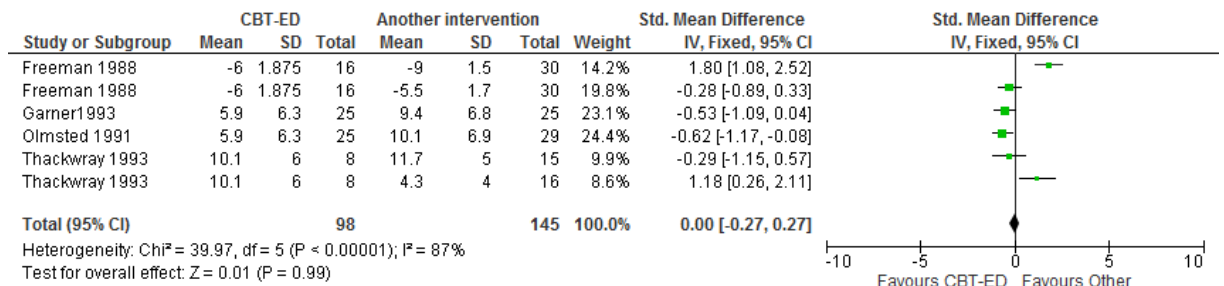 CBT-ED Another intervention Std. Mean Difference Std. Mean Difference
Study or Subgroup Mean SD Total Mean SD Total Weight IV, Fixed, 95% CI IV, Fixed, 95% CI
Freeman 1988 -6 1.875 16 -9 1.5 30 14.2% 1.80 [1.08, 2.52]
Freeman 1988 -6 1.875 16 -5.5 1.7 30 19.8% -0.28 [-0.89, 0.33]
Garner1993 5.9 6.3 25 9.4 6.8 25 23.1% -0.53 [-1.09, 0.04]
Olmsted 1991 5.9 6.3 25 10.1 6.9 29 24.4% -0.62 [-1.17, -0.08]
Thackwray 1993 10.1 6 8 11.7 5 15 9.9% -0.29 [-1.15, 0.57]
Thackwray 1993 10.1 6 8 4.3 4 16 8.6% 1.18 [0.26, 2.11]
Total (95% CI) 98 145 100.0% 0.00 [-0.27, 0.27]
Heterogeneity: Chi² = 39.97, df = 5 (P < 0.00001); I² = 87%
Test for overall effect: Z = 0.01 (P = 0.99)
-10 -5 0 5 10
Favours CBT-ED Favours Other